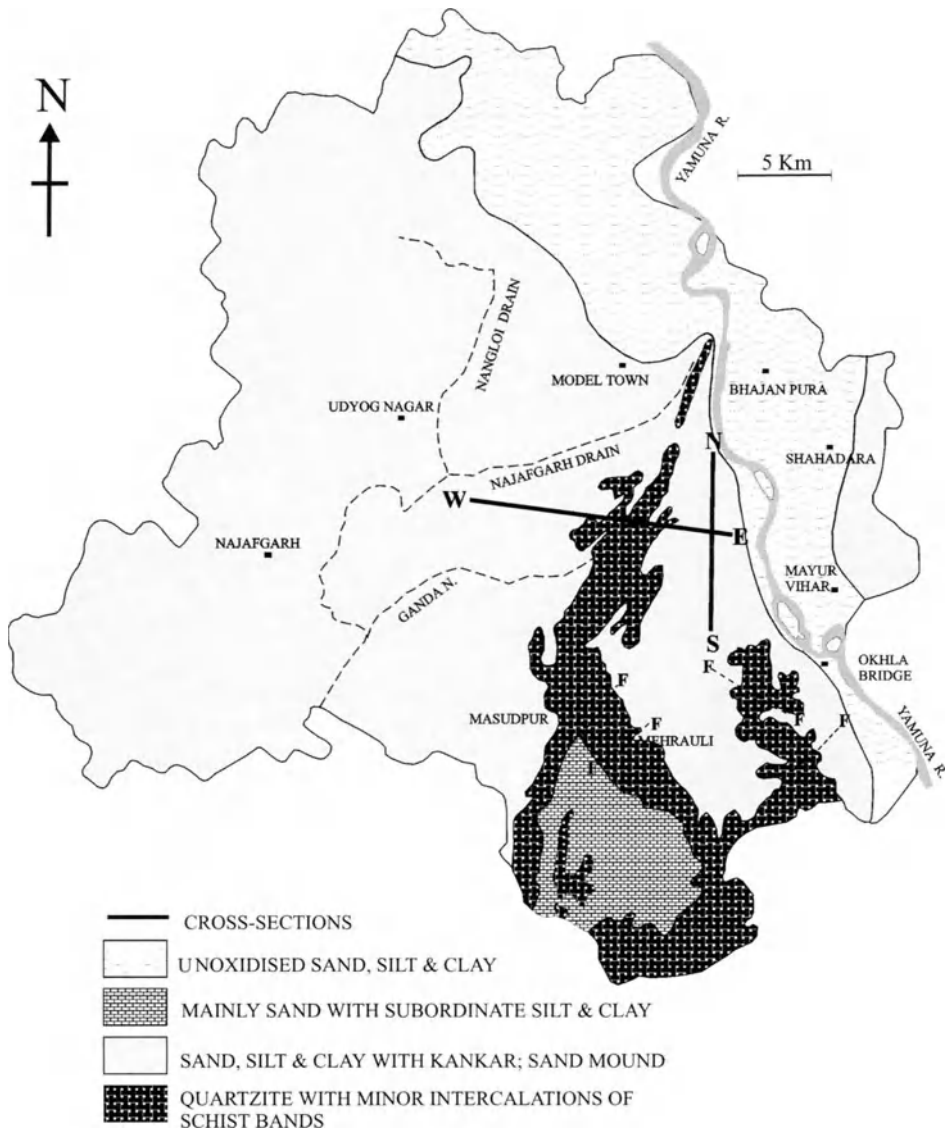 N
YAMUNA R.
5 Km
NANGLOI DRAIN
MODEL TOWN
BHAJAN PURA
UDYOG NAGAR
N
SHAHADARA
NAJAFGARH DRAIN
W
E
NAJAFGARH
MAYUR
VIHAR
GANDA N.
S
F
OKHLA
BRIDGE
F
MASUDPUR
F
MEHRAULI
F
F
YAMUNA R.
CROSS-SECTIONS
UNOXIDISED SAND, SILT & CLAY
MAINLY SAND WITH SUBORDINATE SILT & CLAY
SAND, SILT & CLAY WITH KANKAR; SAND MOUND
QUARTZITE WITH MINOR INTERCALATIONS OF
SCHIST BANDS